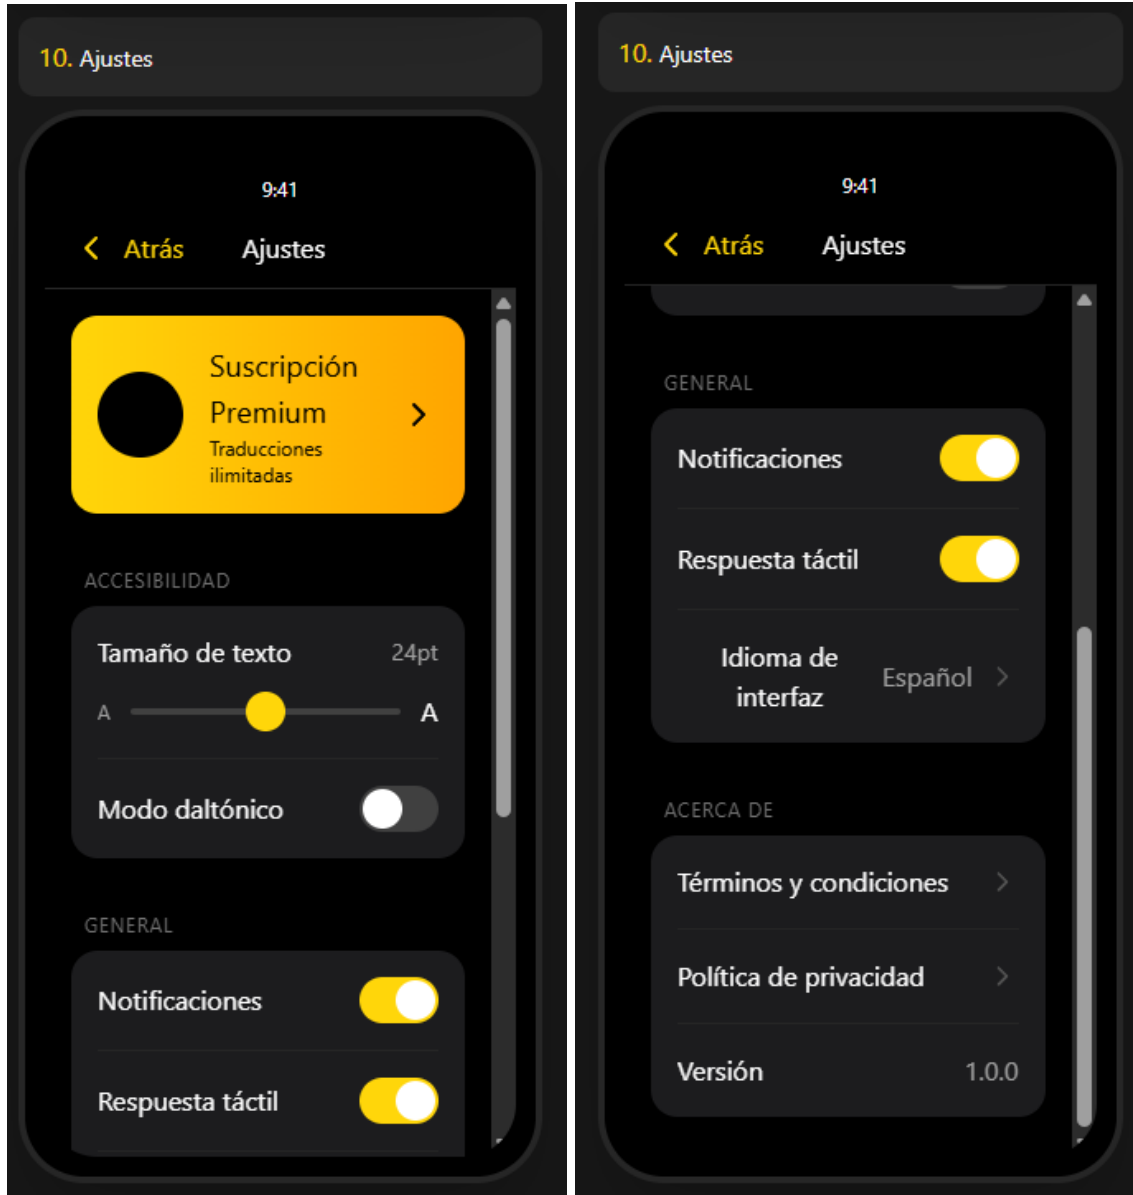 10. Ajustes
9:41
Atrás
Ajustes
Suscripción
Premium
Traducciones
ilimitadas
ACCESIBILIDAD
Tamaño de texto
24pt
A
A
Modo daltónico
GENERAL
Notificaciones
Respuesta táctil
10. Ajustes
9:41
Atrás
Ajustes
GENERAL
Notificaciones
Respuesta táctil
Idioma de
interfaz
Español
ACERCA DE
Términos y condiciones
Política de privacidad
Versión
1.0.0